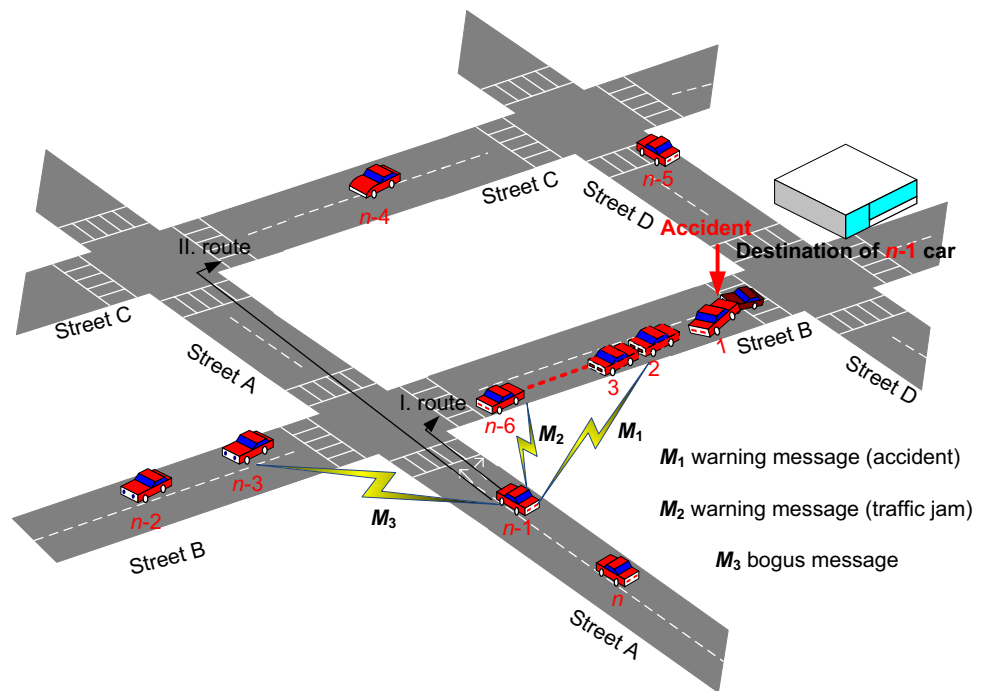 n-5
Street C
n-4
Street D
Accident
II. route
Destination of n-1 car
Street C
1
Street B
2
Street A
3
Street D
I. route
n-6
M2
M1
n-3
M1 warning message (accident)
n-2
M3
n-1
M2 warning message (traffic jam)
Street B
M3 bogus message
n
Street A